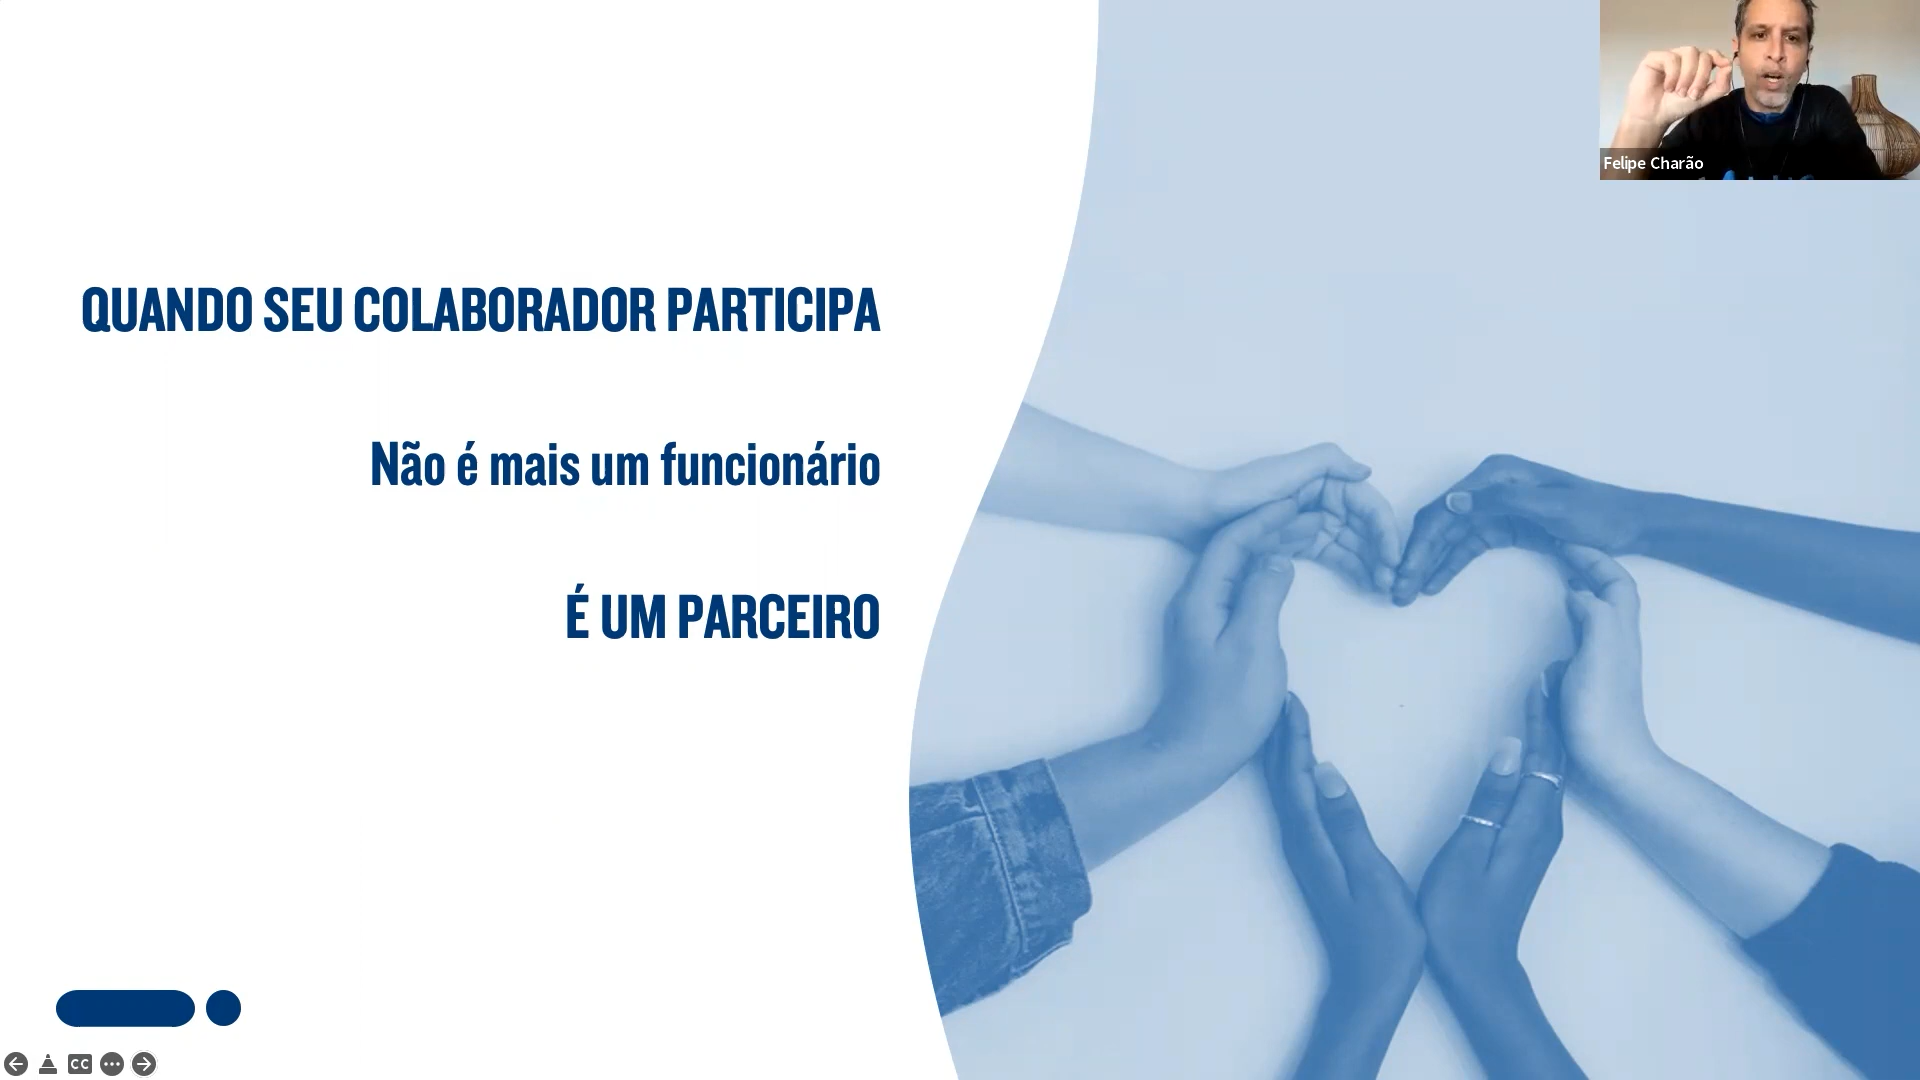 QUANDO SEU COLABORADOR PARTICIPA
Não é mais um funcionário
É UM PARCEIRO
Felipe Charão
CC